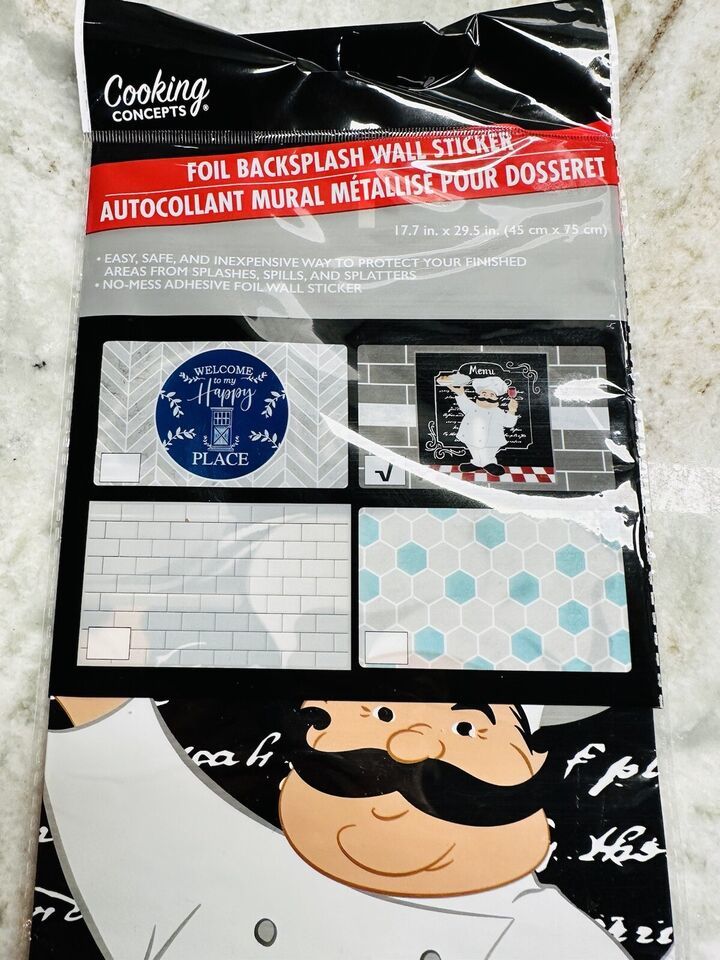 Cooking
CONCEPTS®
FOIL BACKSPLASH WALL STICKER
AUTOCOLLANT MURAL MÉTALLISÉ POUR DOSSERET
17.7 in. x 29.5 in. (45 cm x 75 cm)
• EASY, SAFE, AND INEXPENSIVE WAY TO PROTECT YOUR FINISHED
AREAS FROM SPLASHES, SPILLS, AND SPLATTERS
• NO-MESS ADHESIVE FOIL WALL STICKER
WELCOME
to my
Happy
PLACE
Menu